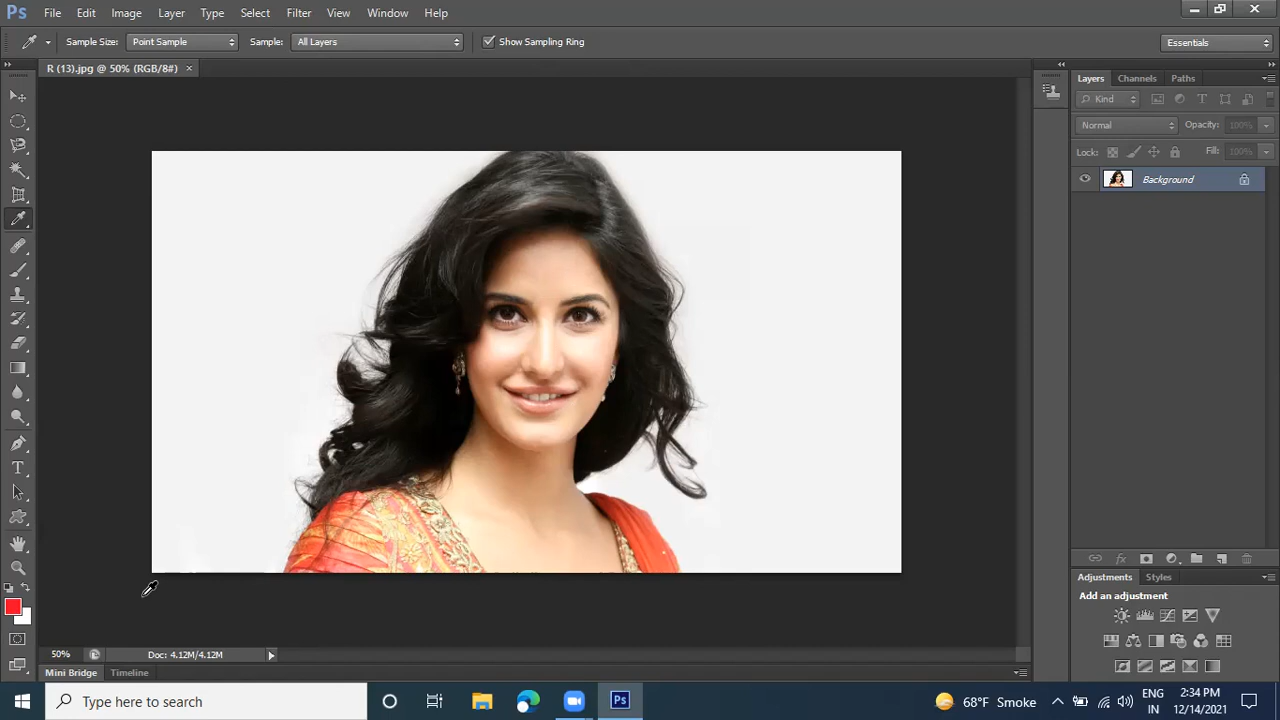 Ps File Edit Image Layer Type Select Filter View Window Help
Sample Size: Point Sample Sample: All Layers Show Sampling Ring Essentials
R (13).jpg @ 50% (RGB/8#) ×
Layers Channels Paths
Kind
Normal Opacity: 100%
Lock: Fill: 100%
Background
Adjustments Styles
Add an adjustment
50% Doc: 4.12M/4.12M
Mini Bridge Timeline
Type here to search
Ps
68°F Smoke
ENG
IN
2:34 PM
12/14/2021